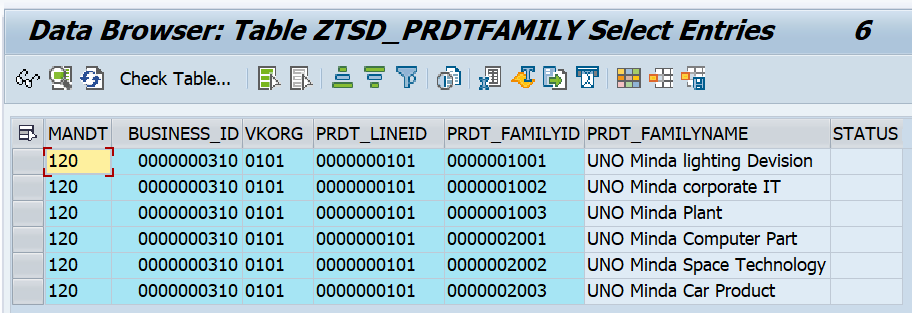 Data Browser: Table ZTSD_PRDTFAMILY Select Entries 6
Check Table...
MANDT BUSINESS_ID VKORG PRDT_LINEID PRDT_FAMILYID PRDT_FAMILYNAME STATUS
120 0000000310 0101 0000000101 0000001001 UNO Minda lighting Devision
120 0000000310 0101 0000000101 0000001002 UNO Minda corporate IT
120 0000000310 0101 0000000101 0000001003 UNO Minda Plant
120 0000000310 0101 0000000101 0000002001 UNO Minda Computer Part
120 0000000310 0101 0000000101 0000002002 UNO Minda Space Technology
120 0000000310 0101 0000000101 0000002003 UNO Minda Car Product